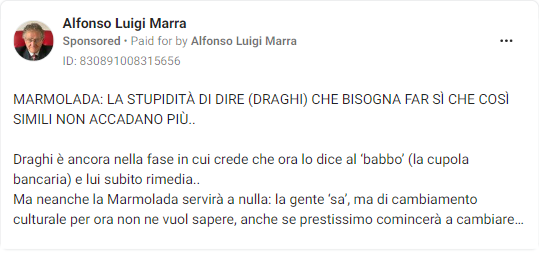 Alfonso Luigi Marra
Sponsored • Paid for by Alfonso Luigi Marra
ID: 830891008315656
MARMOLADA: LA STUPIDITÀ DI DIRE (DRAGHI) CHE BISOGNA FAR SÌ CHE COSÌ
SIMILI NON ACCADANO PIÙ..
Draghi è ancora nella fase in cui crede che ora lo dice al ‘babbo’ (la cupola
bancaria) e lui subito rimedia..
Ma neanche la Marmolada servirà a nulla: la gente ‘sa’, ma di cambiamento
culturale per ora non ne vuol sapere, anche se prestissimo comincerà a cambiare...